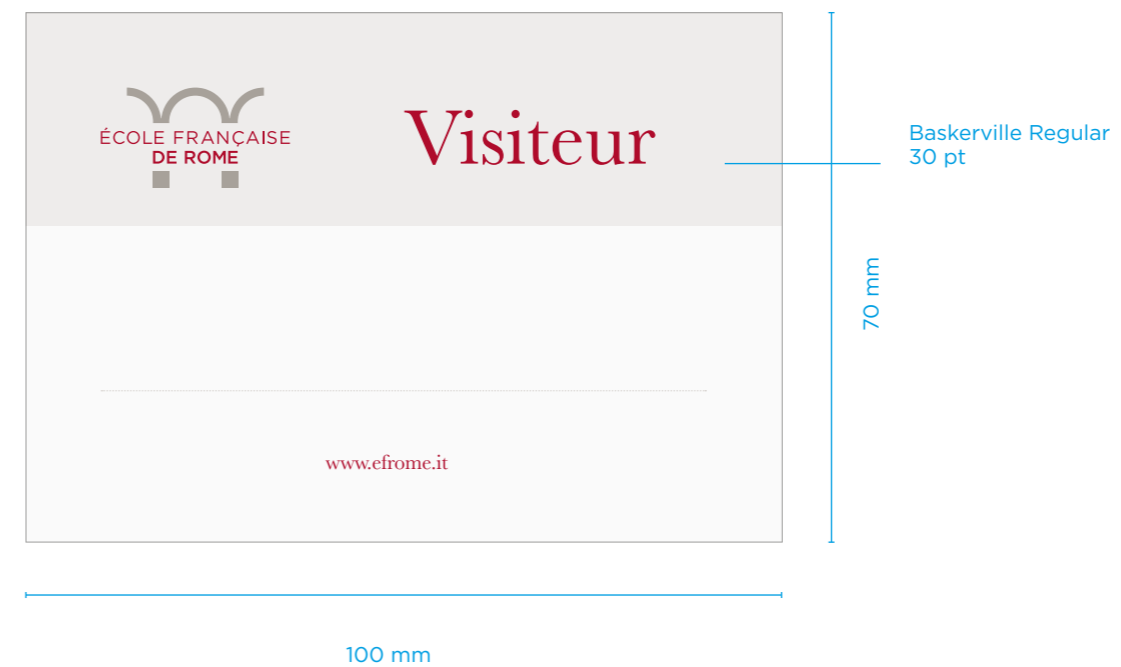 ÉCOLE FRANÇAISE
DE ROME
Visiteur
Baskerville Regular
30 pt
70 mm
www.efrome.it
100 mm